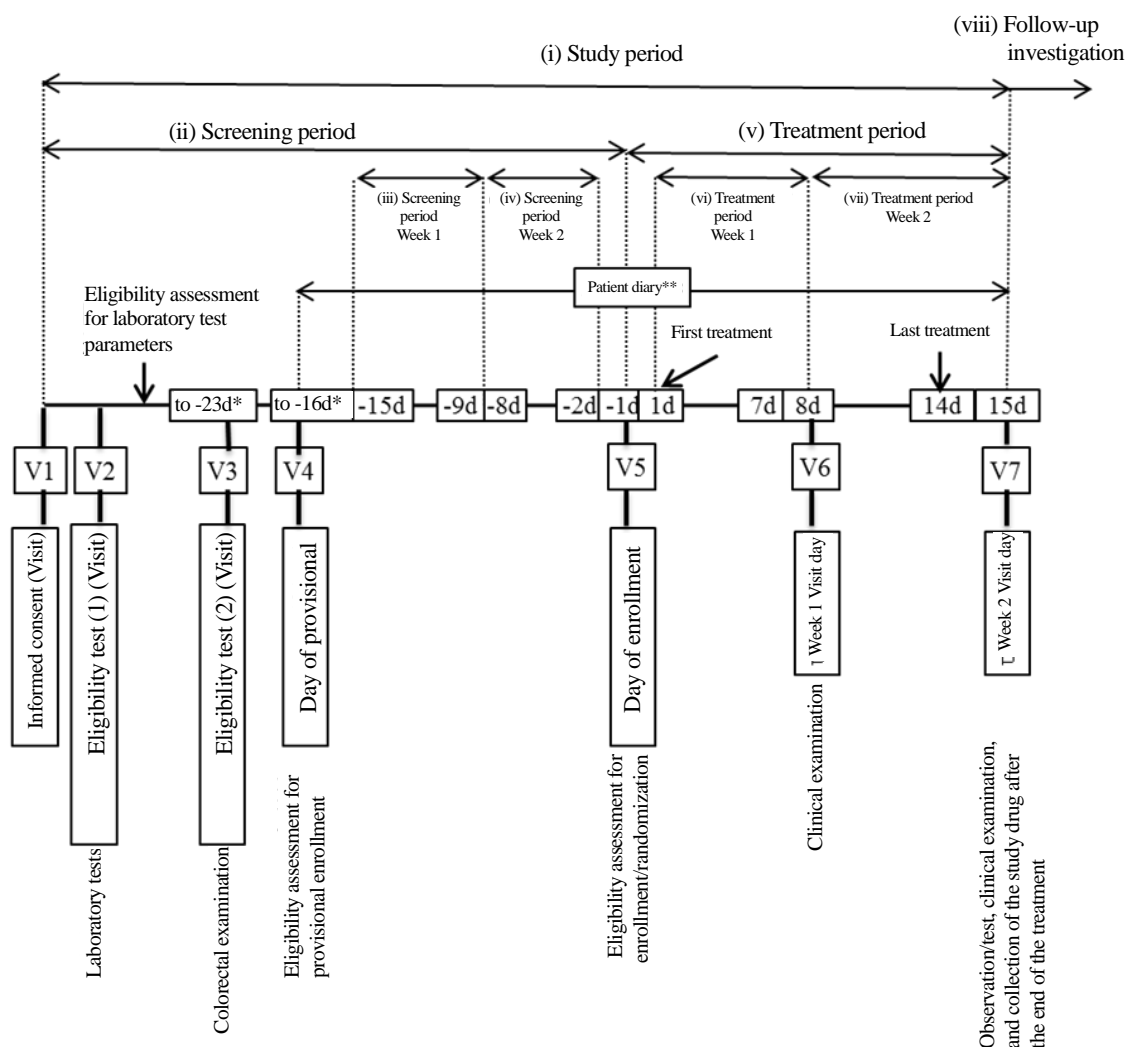 (viii) Follow-up
investigation
(i) Study period
(ii) Screening period
(v) Treatment period
(iii) Screening
period
Week 1
(iv) Screening
period
Week 2
(vi) Treatment
period
Week 1
(vii) Treatment period
Week 2
Patient diary**
Eligibility assessment
for laboratory test
parameters
First treatment
Last treatment
to -23d*
to -16d*
-15d
-9d
-8d
-2d
-1d
1d
7d
8d
14d
15d
V1
V2
V3
V4
V5
V6
V7
Informed consent (Visit)
Eligibility test (1) (Visit)
Eligibility test (2) (Visit)
Day of provisional
Day of enrollment
Week 1 Visit day
Week 2 Visit day
Laboratory tests
Colorectal examination
Eligibility assessment for
provisional enrollment
Eligibility assessment for
enrollment/randomization
Clinical examination
Observation/test, clinical examination,
and collection of the study drug after
the end of the treatment